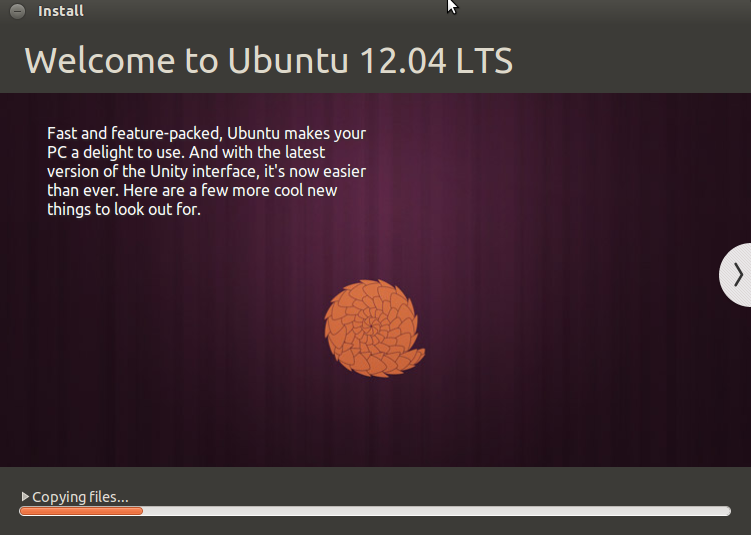 Install
Welcome to Ubuntu 12.04 LTS
Fast and feature-packed, Ubuntu makes your
PC a delight to use. And with the latest
version of the Unity interface, it's now easier
than ever. Here are a few more cool new
things to look out for.
Copying files...